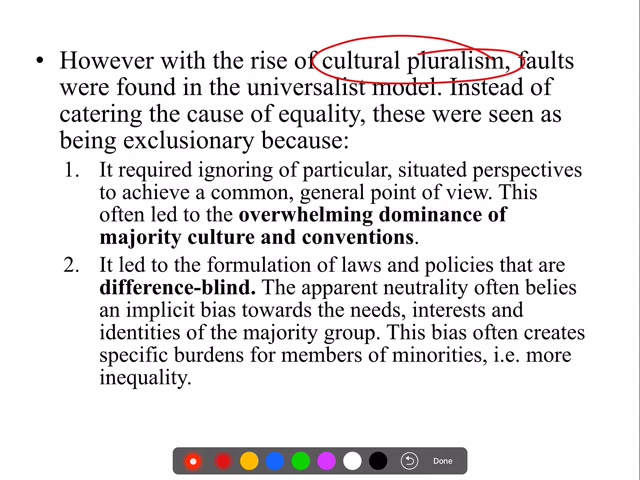 • However with the rise of cultural pluralism, faults
were found in the universalist model. Instead of
catering the cause of equality, these were seen as
being exclusionary because:
1. It required ignoring of particular, situated perspectives
to achieve a common, general point of view. This
often led to the overwhelming dominance of
majority culture and conventions.
2. It led to the formulation of laws and policies that are
difference-blind. The apparent neutrality often belies
an implicit bias towards the needs, interests and
identities of the majority group. This bias often creates
specific burdens for members of minorities, i.e. more
inequality.
Done